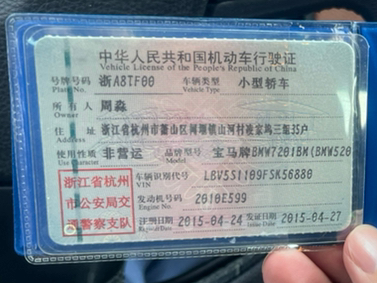 中华人民共和国机动车行驶证
Vehicle License of the People's Republic of China
号牌号码 浙A8TF00 车辆类型 小型轿车
Plate No. Vehicle Type
所有人 周淼
Owner
住址 浙江省杭州市萧山区闻堰镇山河村凌家坞三组35户
Address
使用性质 非营运 品牌型号 宝马牌BMW7201BM(BMW520
Use Character Model
浙江省杭州
市公安局交
通警察支队
车辆识别代号 LBV5S1109FSK56880
VIN
发动机号码 2010E599
Engine No.
注册日期 2015-04-24 发证日期 2015-04-27
Register Date Issue Date